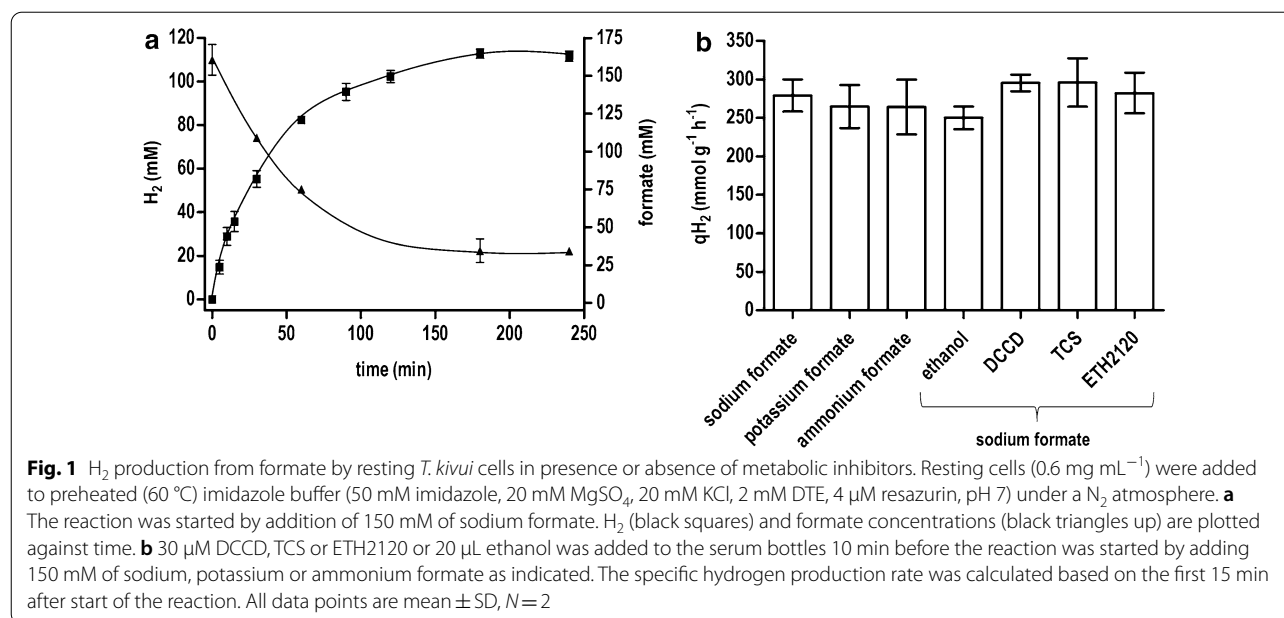 a
120
100
80
60
40
20
0
H₂ (mM)
175
150
125
100
75
50
25
0
formate (mM)
0
50
100
150
200
250
time (min)
b
350
300
250
200
150
100
50
0
qH₂ (mmol g⁻¹ h⁻¹)
sodium formate
potassium formate
ammonium formate
ethanol
DCCD
TCS
ETH2120
sodium formate
Fig. 1 H₂ production from formate by resting T. kivui cells in presence or absence of metabolic inhibitors. Resting cells (0.6 mg mL⁻¹) were added
to preheated (60 °C) imidazole buffer (50 mM imidazole, 20 mM MgSO₄, 20 mM KCl, 2 mM DTE, 4 µM resazurin, pH 7) under a N₂ atmosphere. a
The reaction was started by addition of 150 mM of sodium formate. H₂ (black squares) and formate concentrations (black triangles up) are plotted
against time. b 30 µM DCCD, TCS or ETH2120 or 20 µL ethanol was added to the serum bottles 10 min before the reaction was started by adding
150 mM of sodium, potassium or ammonium formate as indicated. The specific hydrogen production rate was calculated based on the first 15 min
after start of the reaction. All data points are mean ± SD, N = 2